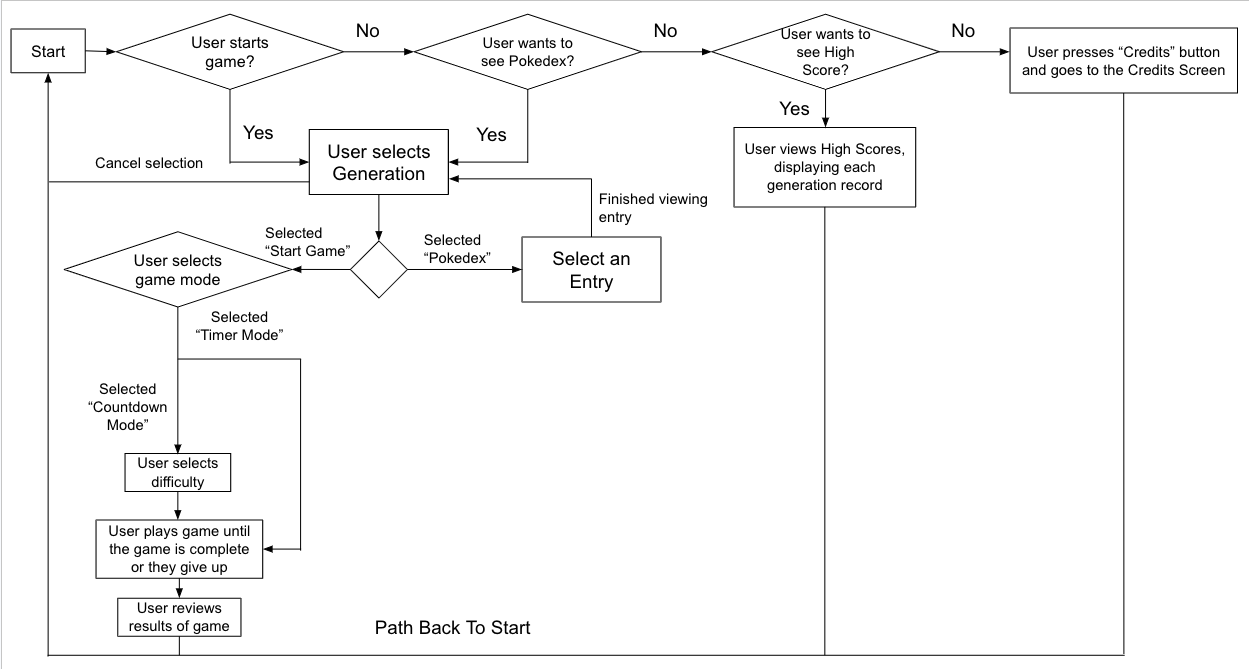 Start
User starts
game?
No
User wants to
see Pokedex?
No
User wants to
see High
Score?
No
User presses “Credits” button
and goes to the Credits Screen
Yes
Yes
Yes
User selects
Generation
Cancel selection
User views High Scores,
displaying each
generation record
Finished viewing
entry
Selected
“Start Game”
Selected
“Pokedex”
User selects
game mode
Select an
Entry
Selected
“Timer Mode”
Selected
“Countdown
Mode”
User selects
difficulty
User plays game until
the game is complete
or they give up
User reviews
results of game
Path Back To Start